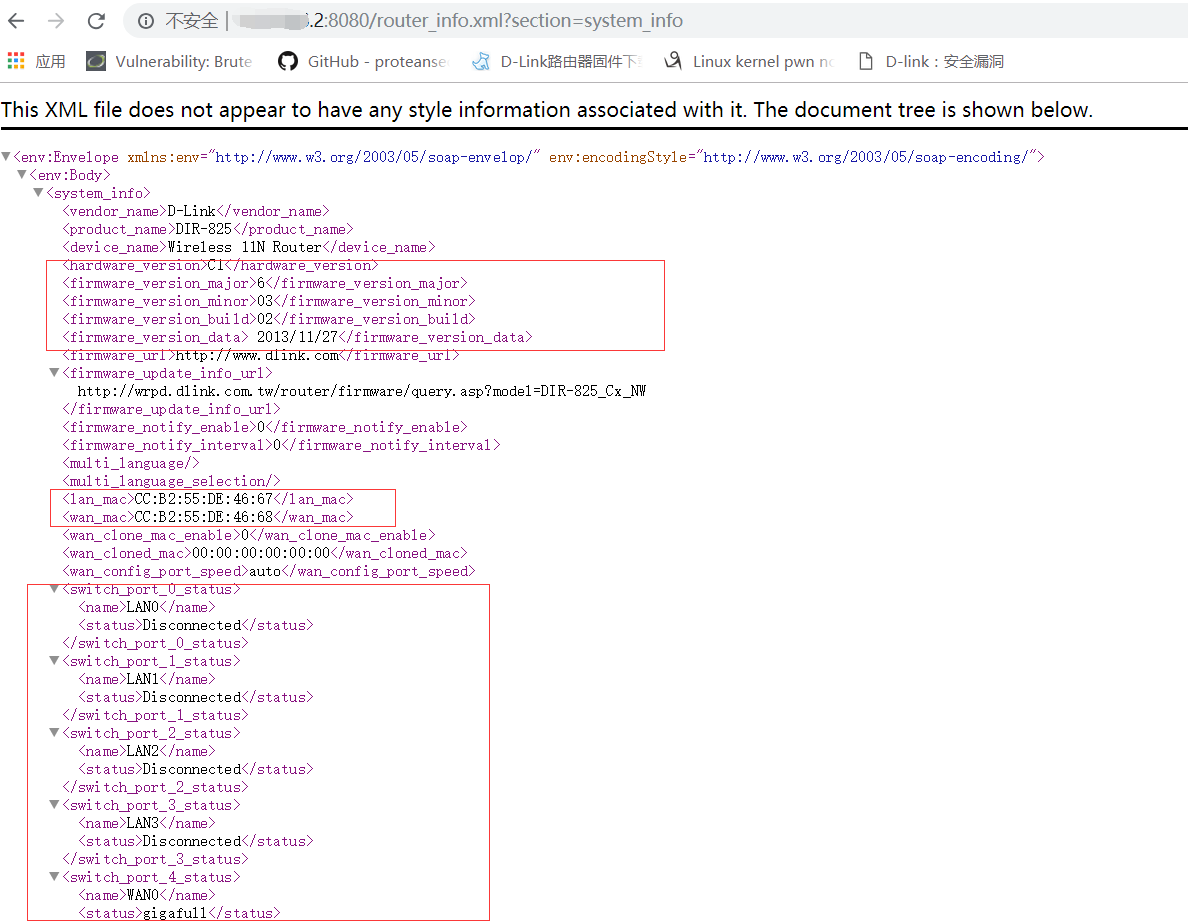 不安全 | .2:8080/router_info.xml?section=system_info
应用 Vulnerability: Brute GitHub - proteanse D-Link路由器固件下 Linux kernel pwn no D-link：安全漏洞
This XML file does not appear to have any style information associated with it. The document tree is shown below.
▼<env:Envelope xmlns:env="http://www.w3.org/2003/05/soap-envelop/" env:encodingStyle="http://www.w3.org/2003/05/soap-encoding/">
▼<env:Body>
▼<system_info>
<vendor_name>D-Link</vendor_name>
<product_name>DIR-825</product_name>
<device_name>Wireless 11N Router</device_name>
<hardware_version>C1</hardware_version>
<firmware_version_major>6</firmware_version_major>
<firmware_version_minor>03</firmware_version_minor>
<firmware_version_build>02</firmware_version_build>
<firmware_version_data> 2013/11/27</firmware_version_data>
<firmware_url>http://www.dlink.com</firmware_url>
▼<firmware_update_info_url>
http://wrpd.dlink.com.tw/router/firmware/query.asp?model=DIR-825_Cx_NW
</firmware_update_info_url>
<firmware_notify_enable>0</firmware_notify_enable>
<firmware_notify_interval>0</firmware_notify_interval>
<multi_language/>
<multi_language_selection/>
<lan_mac>CC:B2:55:DE:46:67</lan_mac>
<wan_mac>CC:B2:55:DE:46:68</wan_mac>
<wan_clone_mac_enable>0</wan_clone_mac_enable>
<wan_cloned_mac>00:00:00:00:00:00</wan_cloned_mac>
<wan_config_port_speed>auto</wan_config_port_speed>
▼<switch_port_0_status>
<name>LAN0</name>
<status>Disconnected</status>
</switch_port_0_status>
▼<switch_port_1_status>
<name>LAN1</name>
<status>Disconnected</status>
</switch_port_1_status>
▼<switch_port_2_status>
<name>LAN2</name>
<status>Disconnected</status>
</switch_port_2_status>
▼<switch_port_3_status>
<name>LAN3</name>
<status>Disconnected</status>
</switch_port_3_status>
▼<switch_port_4_status>
<name>WAN0</name>
<status>gigafull</status>